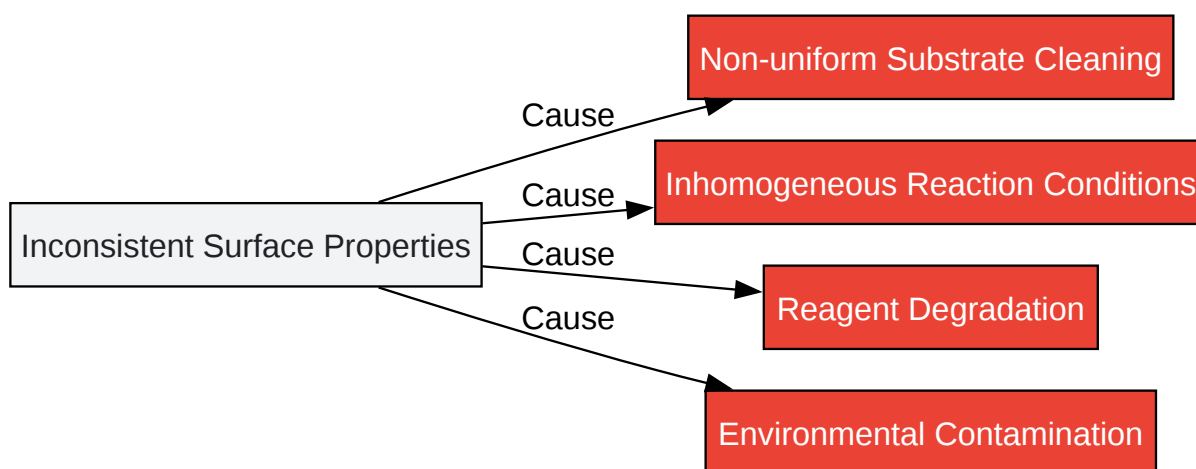 Non-uniform Substrate Cleaning
Cause
Inhomogeneous Reaction Conditions
Cause
Inconsistent Surface Properties
Cause
Reagent Degradation
Cause
Environmental Contamination